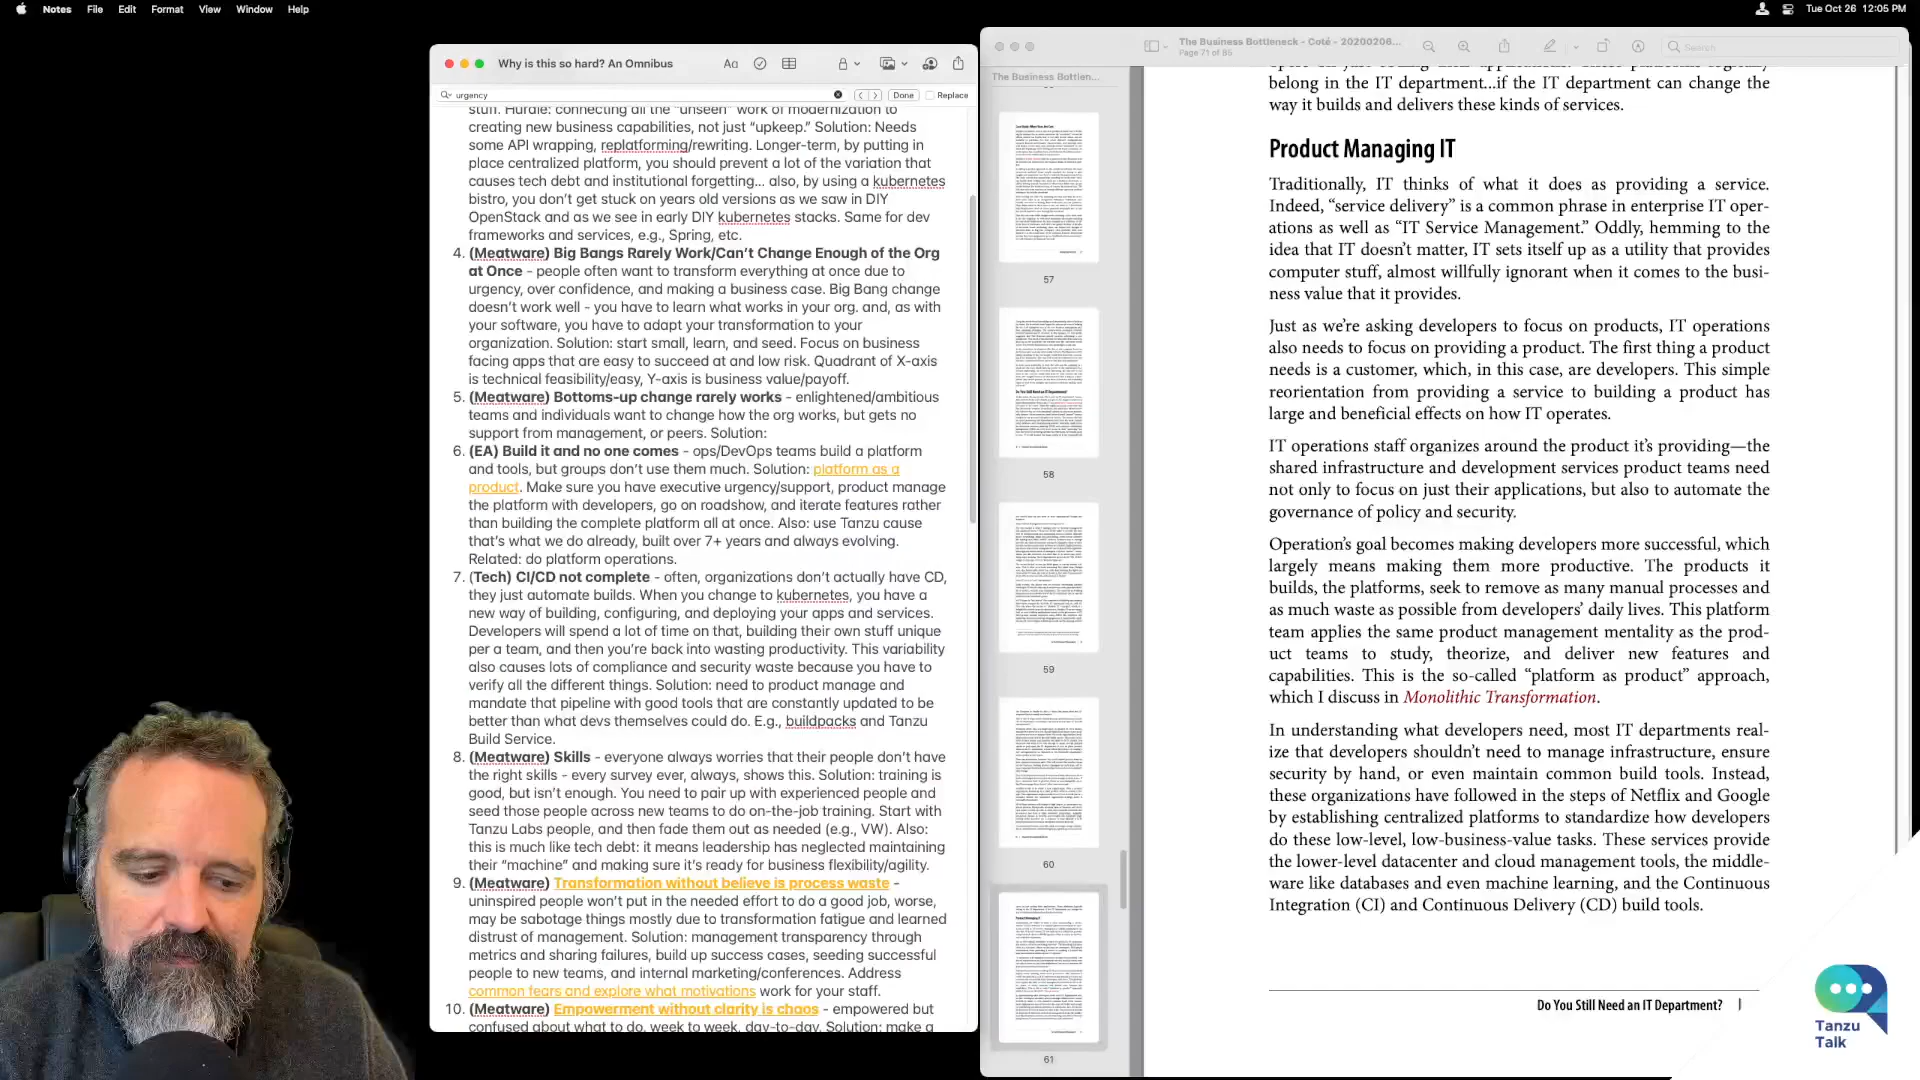 Notes File Edit Format View Window Help
Tue Oct 26 12:05 PM
Why is this so hard? An Omnibus
Aa
urgency
Done
Replace
stuff. Hurdle: connecting all the “unseen” work of modernization to
creating new business capabilities, not just “upkeep.” Solution: Needs
some API wrapping, replatforming/rewriting. Longer-term, by putting in
place centralized platform, you should prevent a lot of the variation that
causes tech debt and institutional forgetting... also, by using a kubernetes
bistro, you don’t get stuck on years old versions as we saw in DIY
OpenStack and as we see in early DIY kubernetes stacks. Same for dev
frameworks and services, e.g., Spring, etc.
4. (Meatware) Big Bangs Rarely Work/Can’t Change Enough of the Org
at Once - people often want to transform everything at once due to
urgency, over confidence, and making a business case. Big Bang change
doesn’t work well - you have to learn what works in your org. and, as with
your software, you have to adapt your transformation to your
organization. Solution: start small, learn, and seed. Focus on business
facing apps that are easy to succeed at and low risk. Quadrant of X-axis
is technical feasibility/easy, Y-axis is business value/payoff.
5. (Meatware) Bottoms-up change rarely works - enlightened/ambitious
teams and individuals want to change how the org works, but gets no
support from management, or peers. Solution:
6. (EA) Build it and no one comes - ops/DevOps teams build a platform
and tools, but groups don’t use them much. Solution: platform as a
product. Make sure you have executive urgency/support, product manage
the platform with developers, go on roadshow, and iterate features rather
than building the complete platform all at once. Also: use Tanzu cause
that’s what we do already, built over 7+ years and always evolving.
Related: do platform operations.
7. (Tech) CI/CD not complete - often, organizations don’t actually have CD,
they just automate builds. When you change to kubernetes, you have a
new way of building, configuring, and deploying your apps and services.
Developers will spend a lot of time on that, building their own stuff unique
per a team, and then you’re back into wasting productivity. This variability
also causes lots of compliance and security waste because you have to
verify all the different things. Solution: need to product manage and
mandate that pipeline with good tools that are constantly updated to be
better than what devs themselves could do. E.g., buildpacks and Tanzu
Build Service.
8. (Meatware) Skills - everyone always worries that their people don’t have
the right skills - every survey ever, always, shows this. Solution: training is
good, but isn’t enough. You need to pair up with experienced people and
seed those people across new teams to do on-the-job training. Start with
Tanzu Labs people, and then fade them out as needed (e.g., VW). Also:
this is much like tech debt: it means leadership has neglected maintaining
their “machine” and making sure it’s ready for business flexibility/agility.
9. (Meatware) Transformation without believe is process waste -
uninspired people won’t put in the needed effort to do a good job, worse,
may be sabotage things mostly due to transformation fatigue and learned
distrust of management. Solution: management transparency through
metrics and sharing failures, build up success cases, seeding successful
people to new teams, and internal marketing/conferences. Address
common fears and explore what motivations work for your staff.
10. (Meatware) Empowerment without clarity is chaos - empowered but
confused about what to do, week to week, day-to-day. Solution: make a
The Business Bottleneck - Coté - 20200206...
Page 71 of 85
Search
The Business Bottlen...
57
58
59
60
61
belong in the IT department...if the IT department can change the
way it builds and delivers these kinds of services.
Product Managing IT
Traditionally, IT thinks of what it does as providing a service.
Indeed, “service delivery” is a common phrase in enterprise IT oper-
ations as well as “IT Service Management.” Oddly, hemming to the
idea that IT doesn’t matter, IT sets itself up as a utility that provides
computer stuff, almost willfully ignorant when it comes to the busi-
ness value that it provides.
Just as we’re asking developers to focus on products, IT operations
also needs to focus on providing a product. The first thing a product
needs is a customer, which, in this case, are developers. This simple
reorientation from providing a service to building a product has
large and beneficial effects on how IT operates.
IT operations staff organizes around the product it’s providing—the
shared infrastructure and development services product teams need
not only to focus on just their applications, but also to automate the
governance of policy and security.
Operation’s goal becomes making developers more successful, which
largely means making them more productive. The products it
builds, the platforms, seek to remove as many manual processes and
as much waste as possible from developers’ daily lives. This platform
team applies the same product management mentality as the prod-
uct teams to study, theorize, and deliver new features and
capabilities. This is the so-called “platform as product” approach,
which I discuss in Monolithic Transformation.
In understanding what developers need, most IT departments real-
ize that developers shouldn’t need to manage infrastructure, ensure
security by hand, or even maintain common build tools. Instead,
these organizations have followed in the steps of Netflix and Google
by establishing centralized platforms to standardize how developers
do these low-level, low-business-value tasks. These services provide
the lower-level datacenter and cloud management tools, the middle-
ware like databases and even machine learning, and the Continuous
Integration (CI) and Continuous Delivery (CD) build tools.
Do You Still Need an IT Department? |
Tanzu
Talk